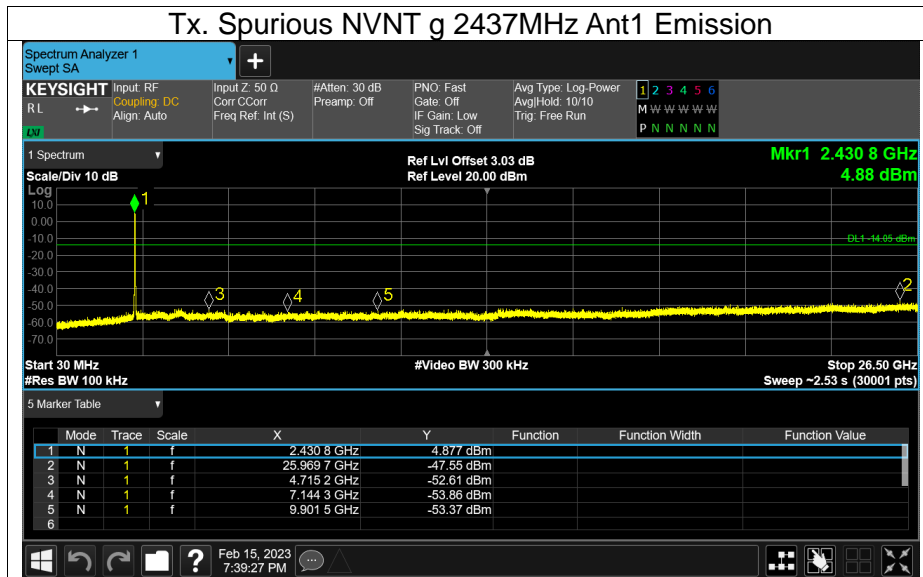 Tx. Spurious NVNT g 2437MHz Ant1 Emission
Spectrum Analyzer 1
Swept SA
+
KEYSIGHT Input: RF Input Z: 50 Ω #Atten: 30 dB PNO: Fast Avg Type: Log-Power 1 2 3 4 5 6
RL Coupling: DC Corr CCorr Preamp: Off Gate: Off Avg|Hold: 10/10 M W W W W W
Align: Auto Freq Ref: Int (S) IF Gain: Low Trig: Free Run
LXI Sig Track: Off P N N N N N
1 Spectrum Ref Lvl Offset 3.03 dB Mkr1 2.430 8 GHz
Scale/Div 10 dB Ref Level 20.00 dBm 4.88 dBm
Log
1
10.0
0.00
-10.0 DL1 -14.05 dBm
-20.0
-30.0
-40.0 2
3 4 5
-50.0
-60.0
-70.0
Start 30 MHz #Video BW 300 kHz Stop 26.50 GHz
#Res BW 100 kHz Sweep ~2.53 s (30001 pts)
5 Marker Table
Mode Trace Scale X Y Function Function Width Function Value
1 N 1 f 2.430 8 GHz 4.877 dBm
2 N 1 f 25.969 7 GHz -47.55 dBm
3 N 1 f 4.715 2 GHz -52.61 dBm
4 N 1 f 7.144 3 GHz -53.86 dBm
5 N 1 f 9.901 5 GHz -53.37 dBm
6
? Feb 15, 2023
7:39:27 PM